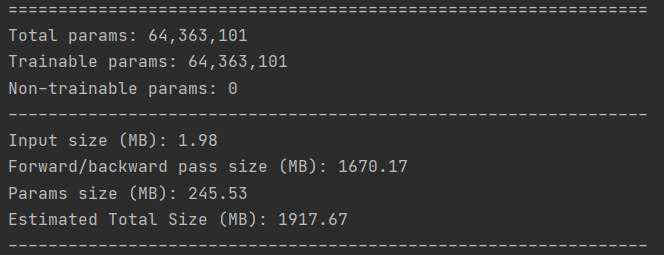 ================================================================
Total params: 64,363,101
Trainable params: 64,363,101
Non-trainable params: 0
----------------------------------------------------------------
Input size (MB): 1.98
Forward/backward pass size (MB): 1670.17
Params size (MB): 245.53
Estimated Total Size (MB): 1917.67
----------------------------------------------------------------